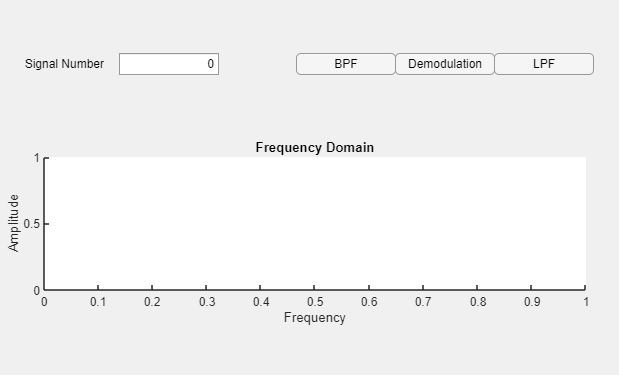 Signal Number 0 BPF Demodulation LPF
Frequency Domain
1
0.5
0
Amplitude
0 0.1 0.2 0.3 0.4 0.5 0.6 0.7 0.8 0.9 1
Frequency